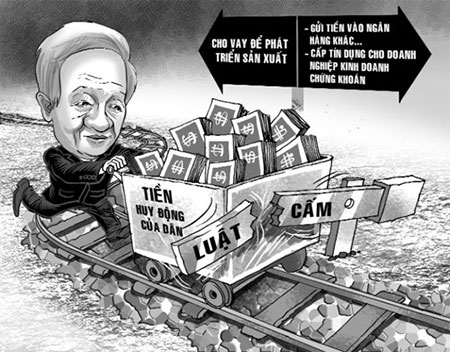 CHO VAY ĐỂ PHÁT
TRIỂN SẢN XUẤT
- GỬI TIỀN VÀO NGÂN
HÀNG KHÁC...
- CẤP TÍN DỤNG CHO DOANH
NGHIỆP KINH DOANH
CHỨNG KHOÁN
TIỀN
HUY ĐỘNG
CỦA DÂN
LUẬT
CẤM